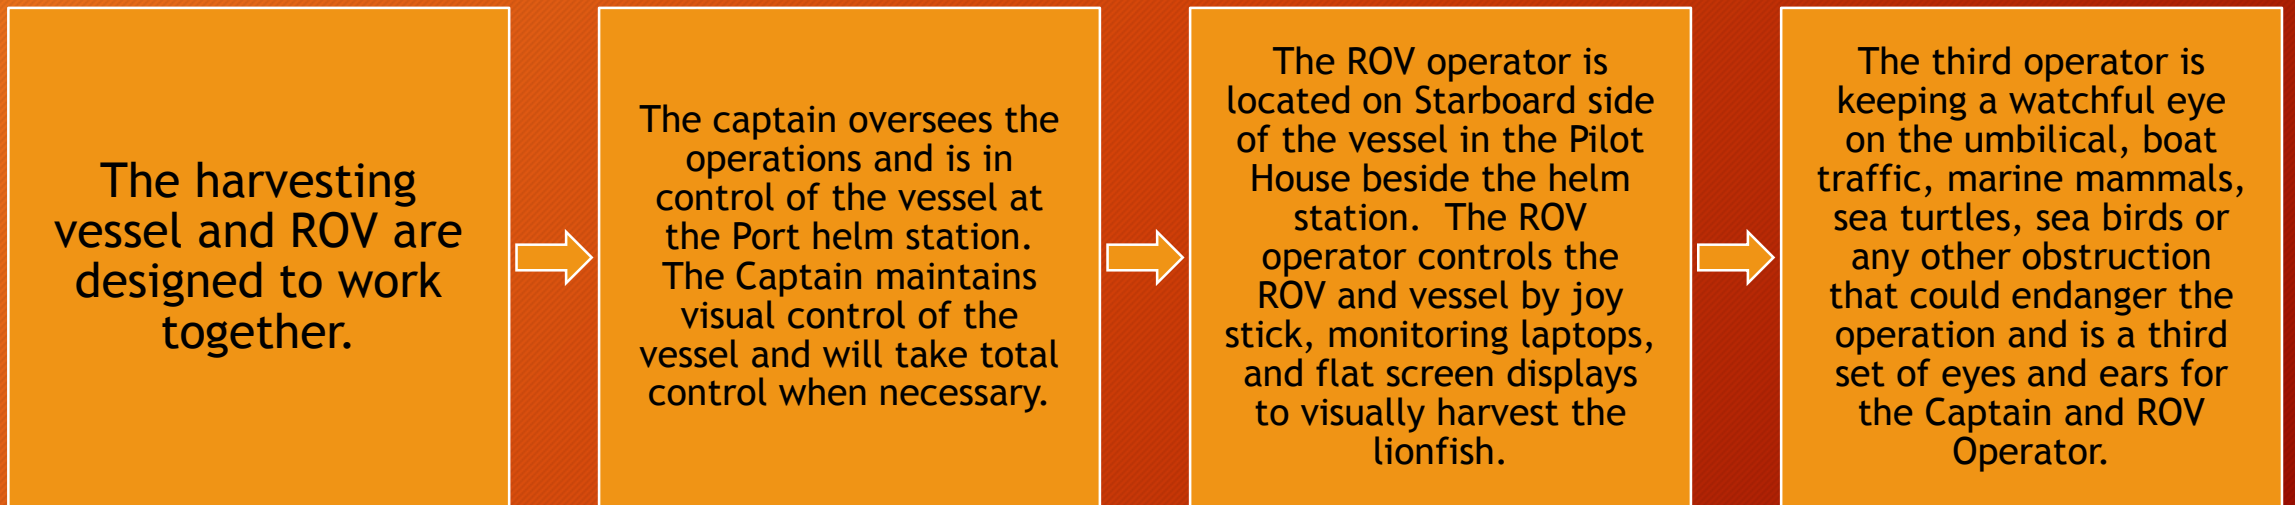 The harvesting
vessel and ROV are
designed to work
together.
The captain oversees the
operations and is in
control of the vessel at
the Port helm station.
The Captain maintains
visual control of the
vessel and will take total
control when necessary.
The ROV operator is
located on Starboard side
of the vessel in the Pilot
House beside the helm
station.  The ROV
operator controls the
ROV and vessel by joy
stick, monitoring laptops,
and flat screen displays
to visually harvest the
lionfish.
The third operator is
keeping a watchful eye
on the umbilical, boat
traffic, marine mammals,
sea turtles, sea birds or
any other obstruction
that could endanger the
operation and is a third
set of eyes and ears for
the Captain and ROV
Operator.